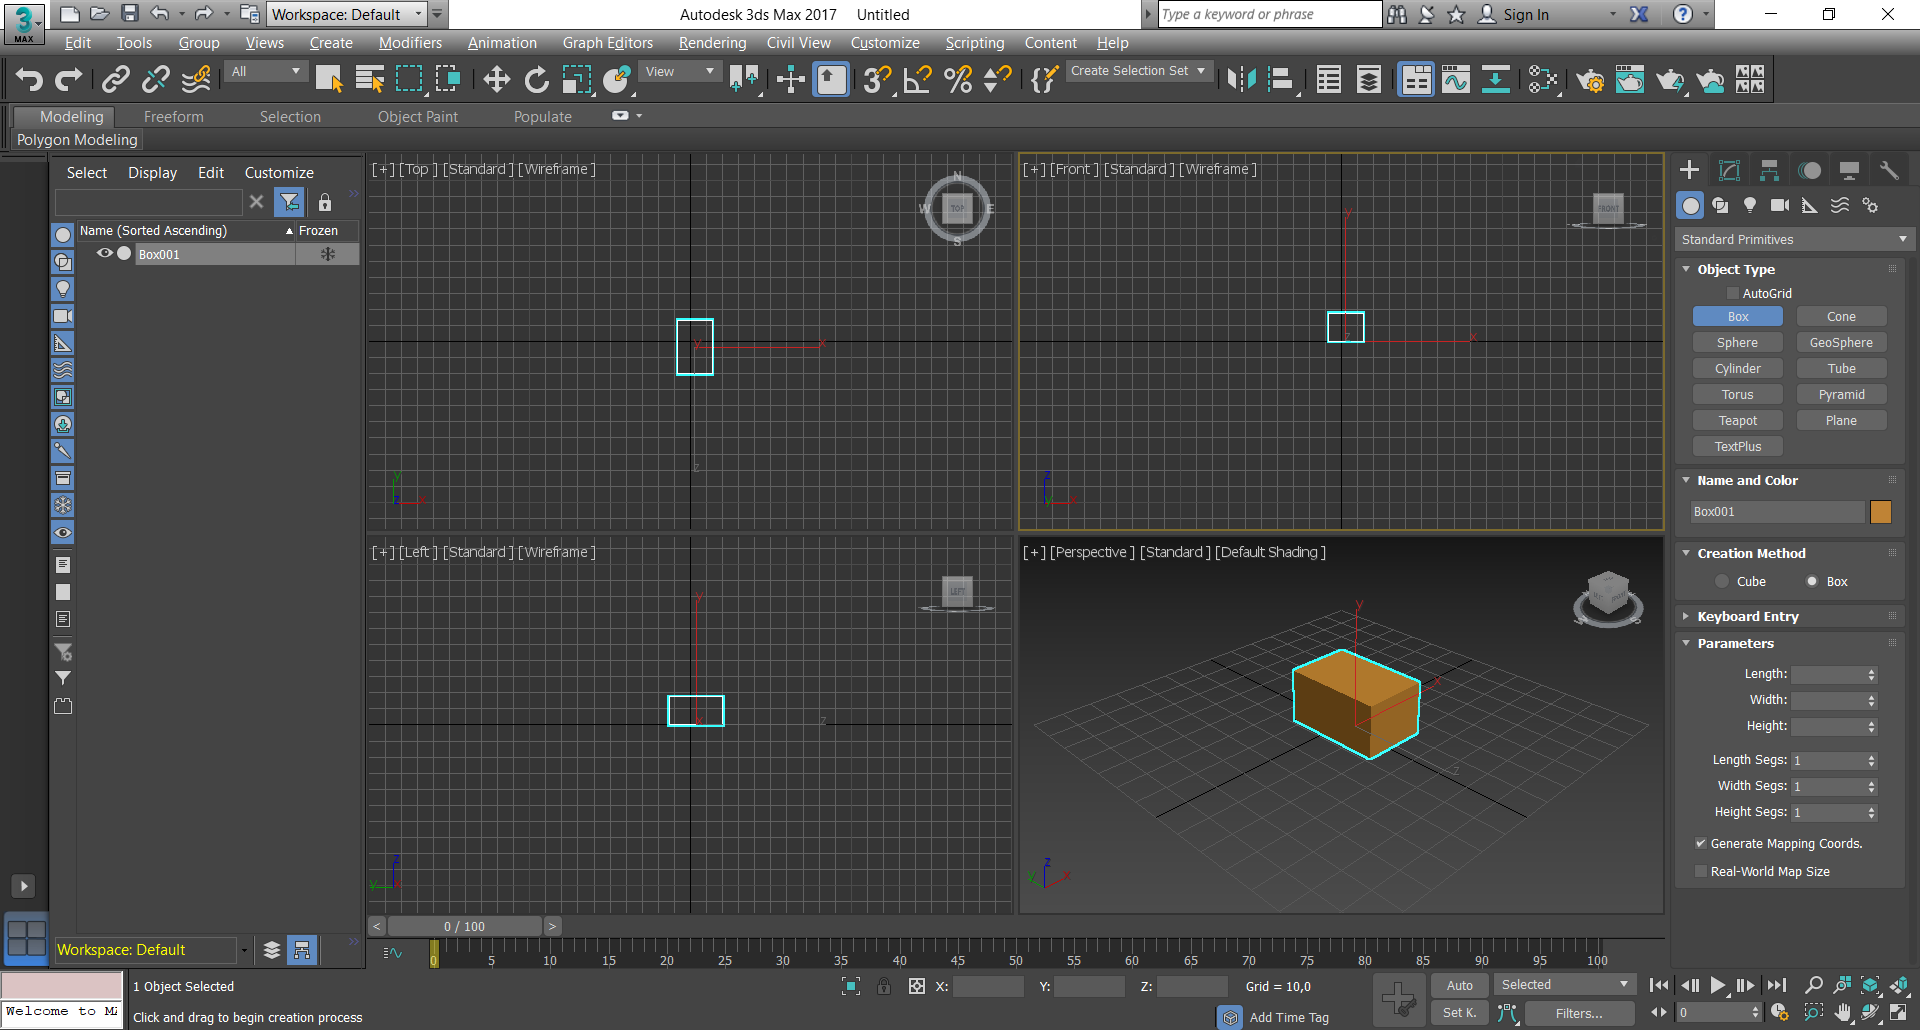 Workspace: Default
Autodesk 3ds Max 2017 Untitled
Type a keyword or phrase
Sign In
3
MAX
Edit Tools Group Views Create Modifiers Animation Graph Editors Rendering Civil View Customize Scripting Content Help
All
View
Create Selection Set
Modeling Freeform Selection Object Paint Populate
Polygon Modeling
Select Display Edit Customize
Name (Sorted Ascending) Frozen
Box001
[+] [Top ] [Standard ] [Wireframe ]
N
W TOP E
S
y x
z
y
z x
[+] [Front ] [Standard ] [Wireframe ]
FRONT
y
z x
z
y x
[+] [Left ] [Standard ] [Wireframe ]
LEFT
y
x z
z
y x
[+] [Perspective ] [Standard ] [Default Shading ]
y
x
z
z
y x
Standard Primitives
Object Type
AutoGrid
Box Cone
Sphere GeoSphere
Cylinder Tube
Torus Pyramid
Teapot Plane
TextPlus
Name and Color
Box001
Creation Method
Cube Box
Keyboard Entry
Parameters
Length:
Width:
Height:
Length Segs: 1
Width Segs: 1
Height Segs: 1
Generate Mapping Coords.
Real-World Map Size
< 0 / 100 >
Workspace: Default
0 5 10 15 20 25 30 35 40 45 50 55 60 65 70 75 80 85 90 95 100
1 Object Selected
X: Y: Z: Grid = 10,0
Auto Selected
Welcome to MA
Click and drag to begin creation process
Add Time Tag
Set K. Filters...
0